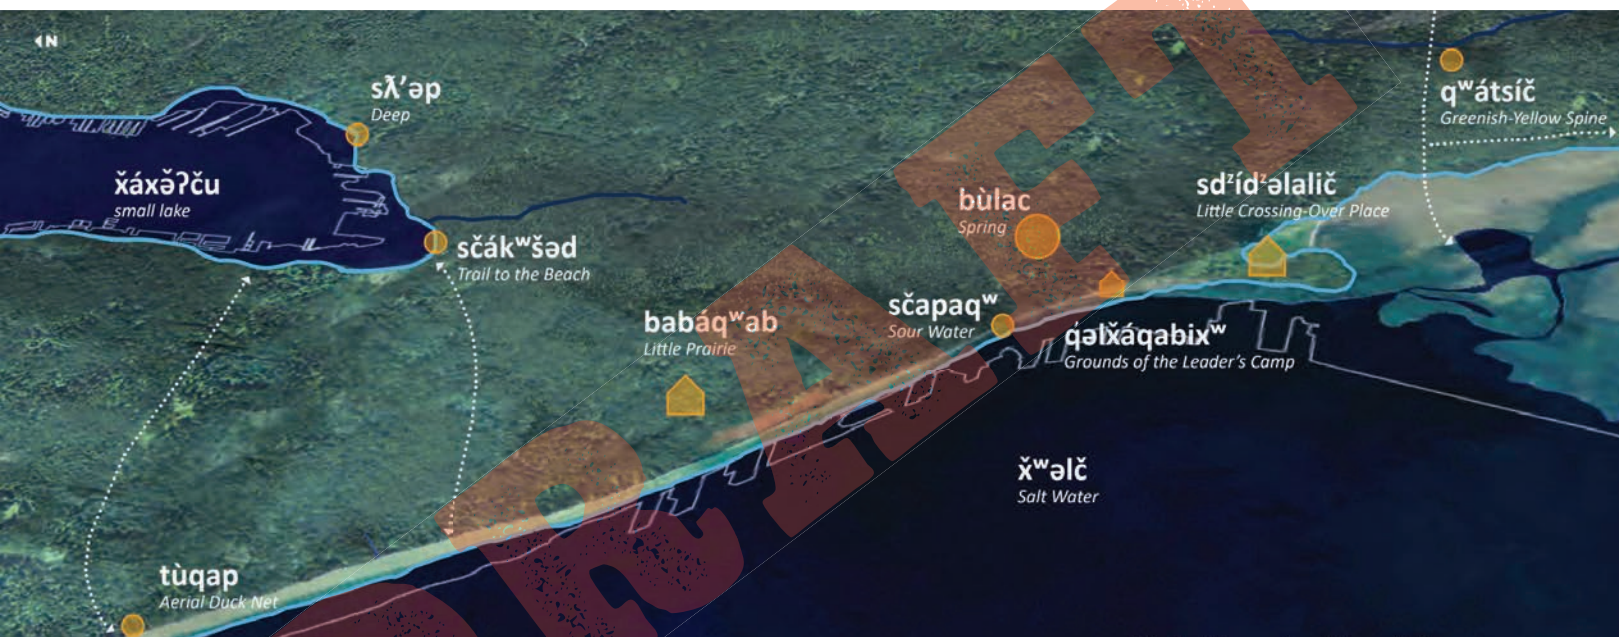 N
sƛ’əp
Deep
x̌áx̌ə̌ʔču
small lake
sčákʷšəd
Trail to the Beach
tùqap
Aerial Duck Net
babáqʷab
Little Prairie
sčapaqʷ
Sour Water
bùlac
Spring
q̓əlx̌áqabixʷ
Grounds of the Leader's Camp
sdᶻídᶻəlalič
Little Crossing-Over Place
qʷátsíč
Greenish-Yellow Spine
x̌ʷəlč
Salt Water
DRAFT